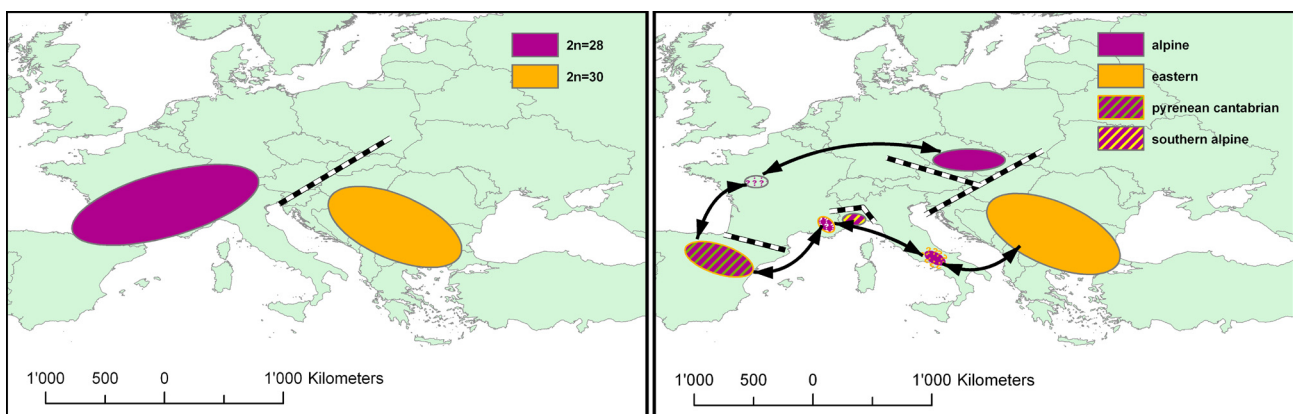 2n=28
2n=30
1'000 500 0 1'000 Kilometers
alpine
eastern
pyrenean cantabrian
southern alpine
???
1'000 500 0 1'000 Kilometers